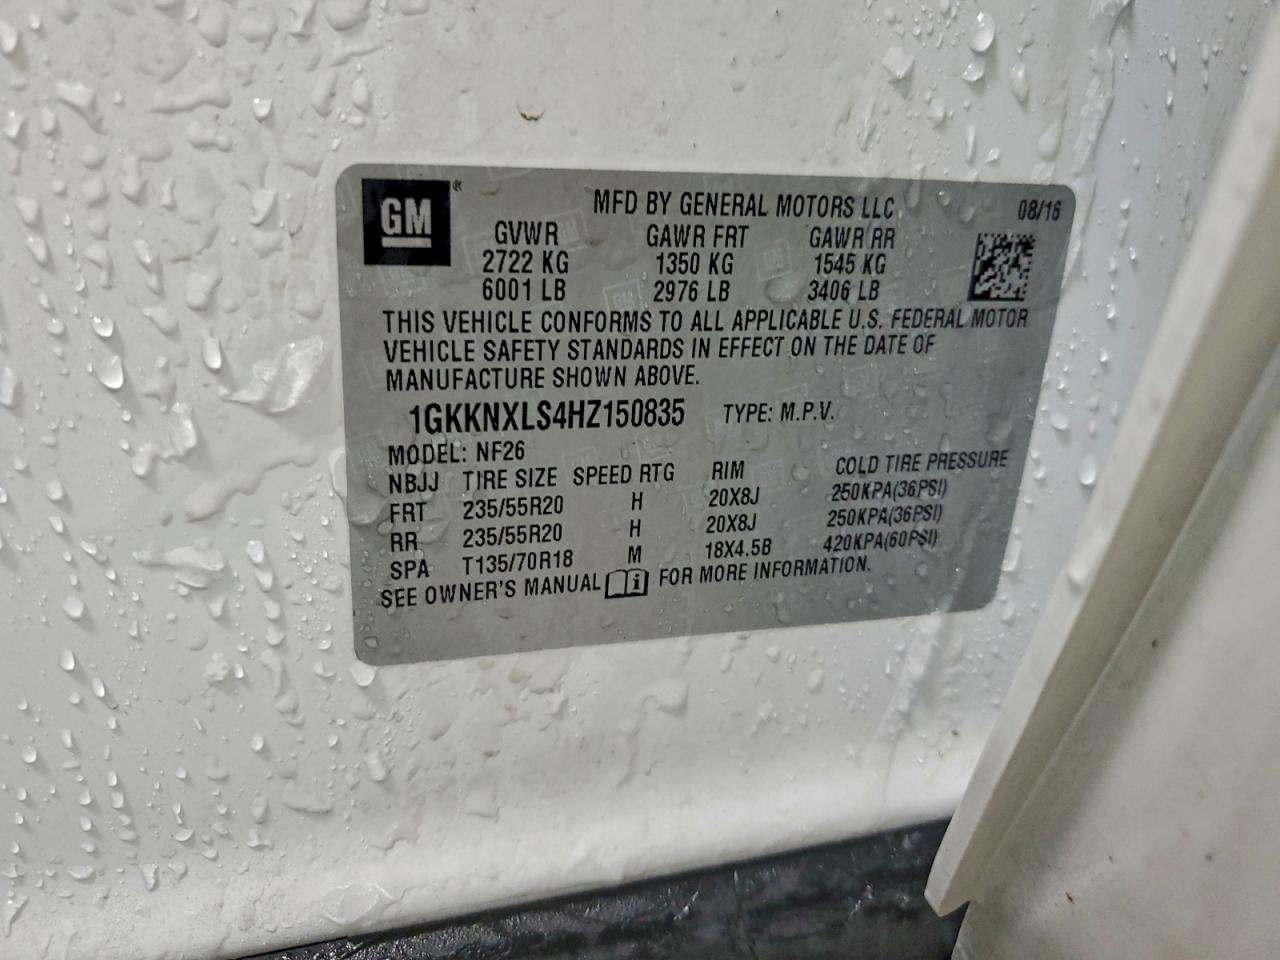 GM ®
MFD BY GENERAL MOTORS LLC 08/16
GVWR GAWR FRT GAWR RR
2722 KG 1350 KG 1545 KG
6001 LB 2976 LB 3406 LB
THIS VEHICLE CONFORMS TO ALL APPLICABLE U.S. FEDERAL MOTOR
VEHICLE SAFETY STANDARDS IN EFFECT ON THE DATE OF
MANUFACTURE SHOWN ABOVE.
1GKKNXLS4HZ150835 TYPE: M.P.V.
MODEL: NF26
NBJJ TIRE SIZE SPEED RTG RIM COLD TIRE PRESSURE
FRT 235/55R20 H 20X8J 250KPA(36PSI)
RR 235/55R20 H 20X8J 250KPA(36PSI)
SPA T135/70R18 M 18X4.5B 420KPA(60PSI)
SEE OWNER'S MANUAL i FOR MORE INFORMATION.